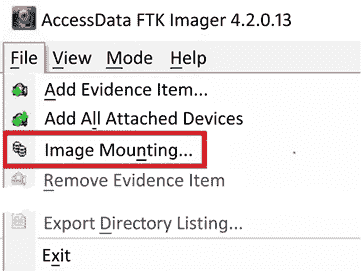 AccessData FTK Imager 4.2.0.13
File View Mode Help
Add Evidence Item...
Add All Attached Devices
Image Mounting...
Remove Evidence Item
Export Directory Listing...
Exit